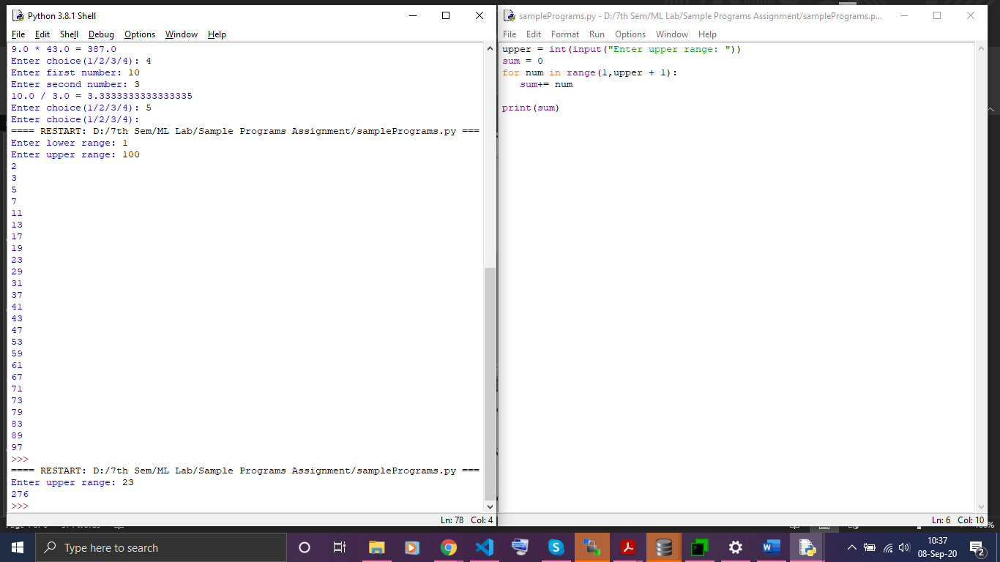 Python 3.8.1 Shell
File Edit Shell Debug Options Window Help
9.0 * 43.0 = 387.0
Enter choice(1/2/3/4): 4
Enter first number: 10
Enter second number: 3
10.0 / 3.0 = 3.3333333333333335
Enter choice(1/2/3/4): 5
Enter choice(1/2/3/4):
==== RESTART: D:/7th Sem/ML Lab/Sample Programs Assignment/samplePrograms.py ===
Enter lower range: 1
Enter upper range: 100
2
3
5
7
11
13
17
19
23
29
31
37
41
43
47
53
59
61
67
71
73
79
83
89
97
>>>
==== RESTART: D:/7th Sem/ML Lab/Sample Programs Assignment/samplePrograms.py ===
Enter upper range: 23
276
>>>
Ln: 78 Col: 4
samplePrograms.py - D:/7th Sem/ML Lab/Sample Programs Assignment/samplePrograms.p...
File Edit Format Run Options Window Help
upper = int(input("Enter upper range: "))
sum = 0
for num in range(1,upper + 1):
   sum+= num
print(sum)
Ln: 6 Col: 10
Type here to search
10:37
08-Sep-20
2